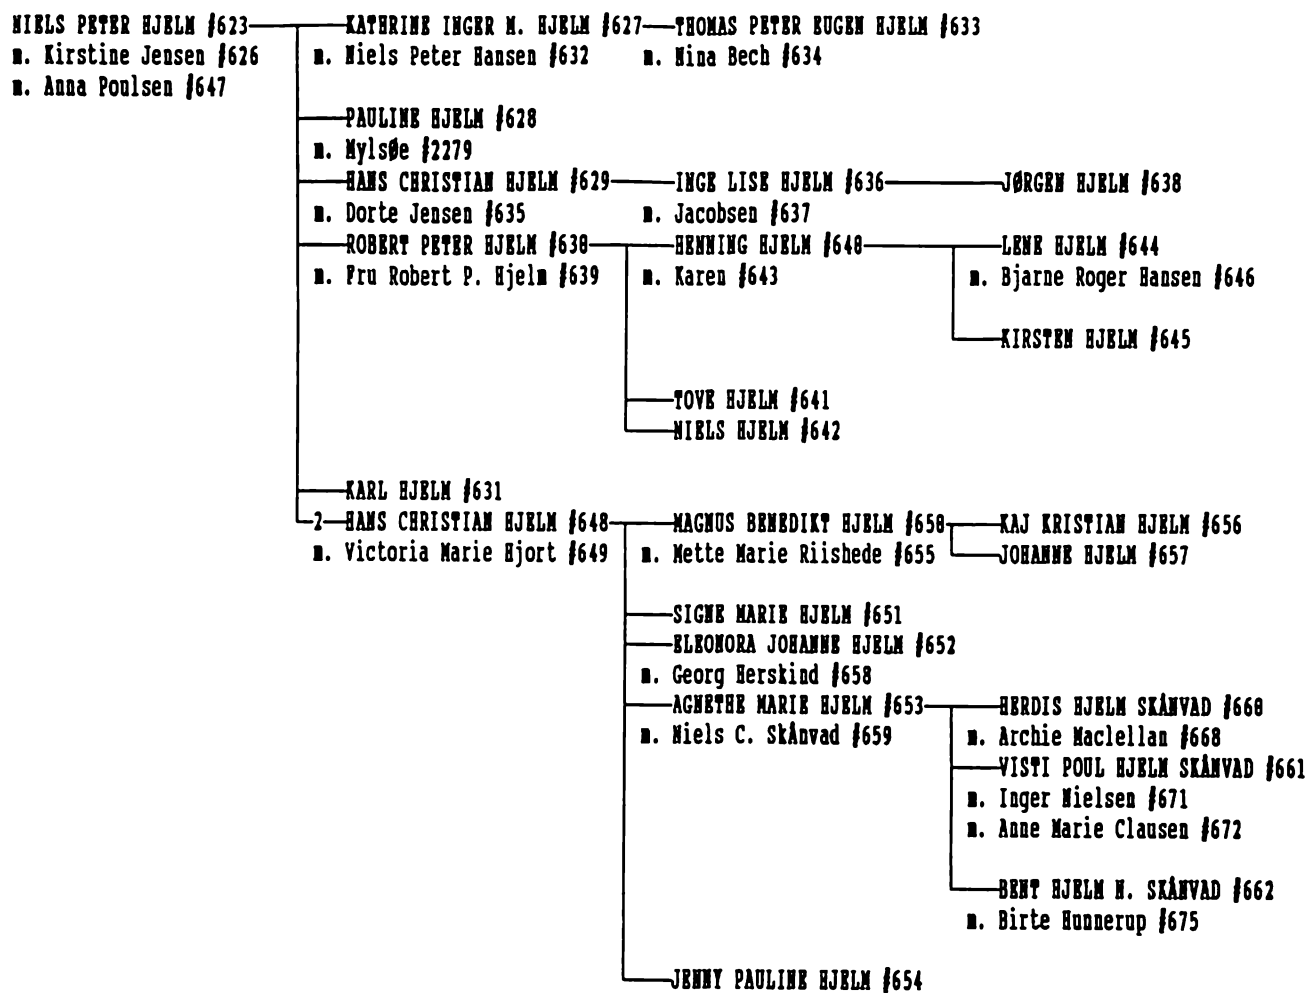 NIELS PETER HJELM #623 KATHRINE INGER M. HJELM #627 THOMAS PETER EUGEN HJELM #633
m. Kirstine Jensen #626 m. Niels Peter Hansen #632 m. Nina Bech #634
m. Anna Poulsen #647
PAULINE HJELM #628
m. NylsØe #2279
HANS CHRISTIAN HJELM #629 INGE LISE HJELM #636 JØRGEN HJELM #638
m. Dorte Jensen #635 m. Jacobsen #637
ROBERT PETER HJELM #630 HENNING HJELM #640 LENE HJELM #644
m. Fru Robert P. Hjelm #639 m. Karen #643 m. Bjarne Roger Hansen #646
KIRSTEN HJELM #645
TOVE HJELM #641
NIELS HJELM #642
KARL HJELM #631
2 HANS CHRISTIAN HJELM #648 MAGNUS BENEDIKT HJELM #650 KAJ KRISTIAN HJELM #656
m. Victoria Marie Hjort #649 m. Mette Marie Riishede #655 JOHANNE HJELM #657
SIGNE MARIE HJELM #651
ELEONORA JOHANNE HJELM #652
m. Georg Herskind #658
AGNETHE MARIE HJELM #653 HERDIS HJELM SKÅNVAD #660
m. Niels C. SkÅnvad #659 m. Archie Maclellan #668
VISTI POUL HJELM SKÅNVAD #661
m. Inger Nielsen #671
m. Anne Marie Clausen #672
BENT HJELM N. SKÅNVAD #662
m. Birte Hunnerup #675
JENNY PAULINE HJELM #654